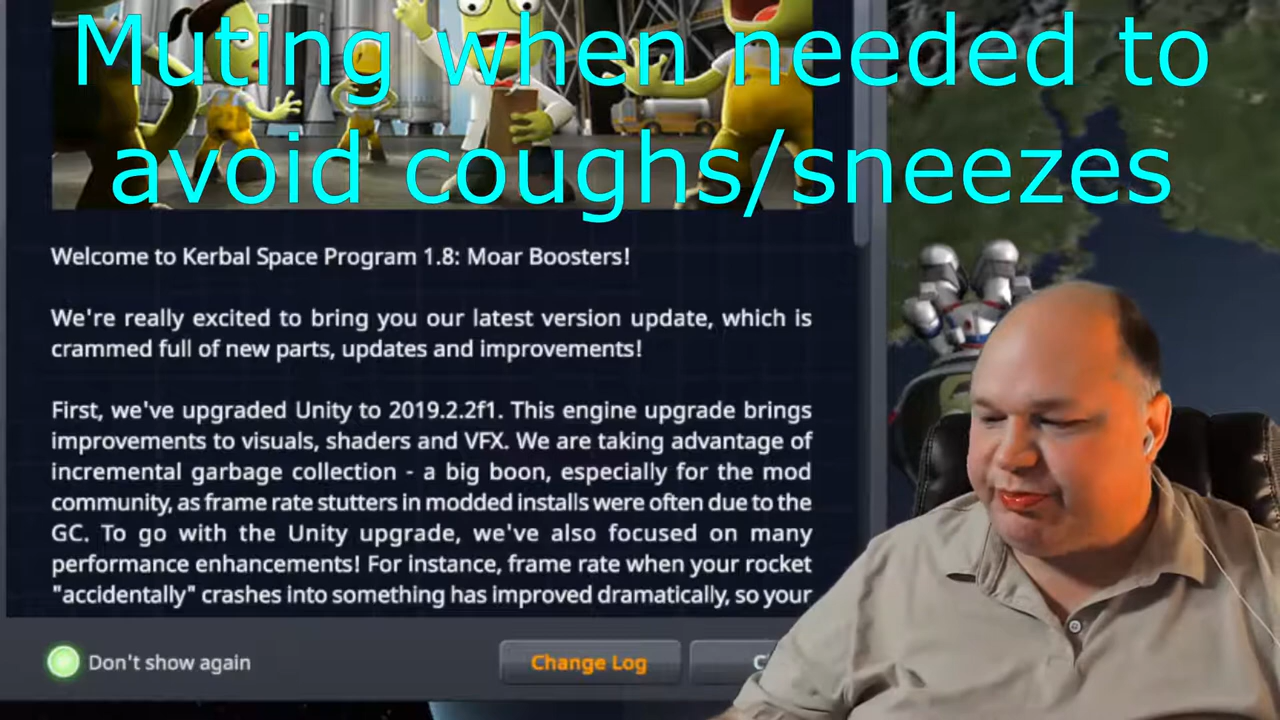 Muting when needed to
avoid coughs/sneezes
Welcome to Kerbal Space Program 1.8: Moar Boosters!
We're really excited to bring you our latest version update, which is
crammed full of new parts, updates and improvements!
First, we've upgraded Unity to 2019.2.2f1. This engine upgrade brings
improvements to visuals, shaders and VFX. We are taking advantage of
incremental garbage collection - a big boon, especially for the mod
community, as frame rate stutters in modded installs were often due to the
GC. To go with the Unity upgrade, we've also focused on many
performance enhancements! For instance, frame rate when your rocket
"accidentally" crashes into something has improved dramatically, so your
Don't show again
Change Log